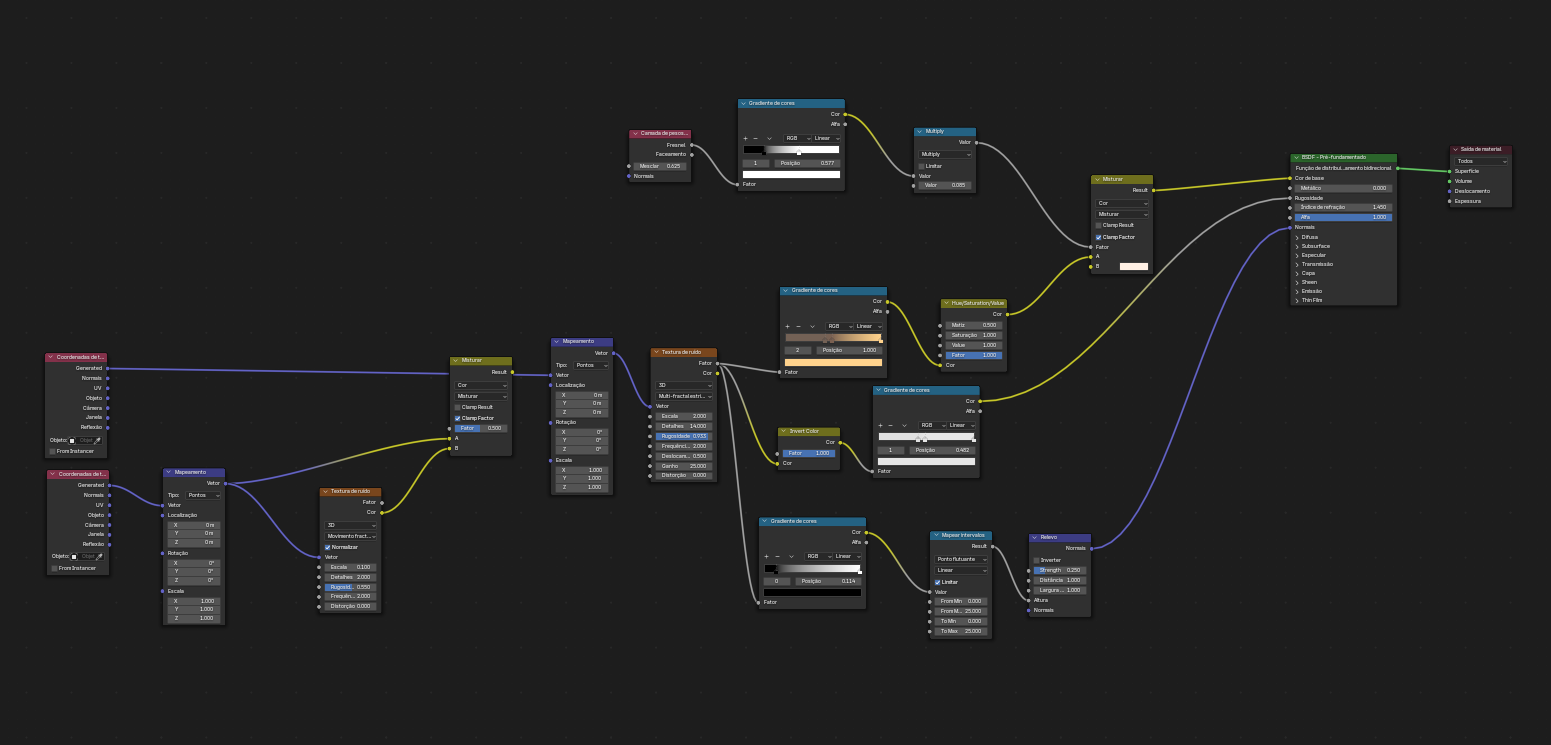 Coordenadas de t...
Generated
Normais
UV
Objeto
Câmera
Janela
Reflexão
Objeto:
Objet
From Instancer
Coordenadas de t...
Generated
Normais
UV
Objeto
Câmera
Janela
Reflexão
Objeto:
Objet
From Instancer
Mapeamento
Vetor
Tipo: Pontos
Vetor
Localização
X 0 m
Y 0 m
Z 0 m
Rotação
X 0°
Y 0°
Z 0°
Escala
X 1.000
Y 1.000
Z 1.000
Textura de ruído
Fator
Cor
3D
Movimento fract...
Normalizar
Vetor
Escala 0.100
Detalhes 2.000
Rugosid... 0.550
Frequên... 2.000
Distorção 0.000
Misturar
Result
Cor
Misturar
Clamp Result
Clamp Factor
Fator 0.500
A
B
Mapeamento
Vetor
Tipo: Pontos
Vetor
Localização
X 0 m
Y 0 m
Z 0 m
Rotação
X 0°
Y 0°
Z 0°
Escala
X 1.000
Y 1.000
Z 1.000
Textura de ruído
Fator
Cor
3D
Multi-fractal estri...
Vetor
Escala 2.000
Detalhes 14.000
Rugosidade 0.933
Frequênci... 2.000
Deslocam... 0.500
Ganho 25.000
Distorção 0.000
Camada de pesos...
Fresnel
Faceamento
Mesclar 0.625
Normais
Gradiente de cores
Cor
Alfa
RGB Linear
1 Posição 0.577
Fator
Multiply
Valor
Multiply
Limitar
Valor
Valor 0.085
Gradiente de cores
Cor
Alfa
RGB Linear
2 Posição 1.000
Fator
Hue/Saturation/Value
Cor
Matiz 0.500
Saturação 1.000
Value 1.000
Fator 1.000
Cor
Invert Color
Cor
Fator 1.000
Cor
Gradiente de cores
Cor
Alfa
RGB Linear
1 Posição 0.482
Fator
Gradiente de cores
Cor
Alfa
RGB Linear
0 Posição 0.114
Fator
Mapear intervalos
Result
Ponto flutuante
Linear
Limitar
Valor
From Min 0.000
From M... 25.000
To Min 0.000
To Max 25.000
Relevo
Normais
Inverter
Strength 0.250
Distância 1.000
Largura ... 1.000
Altura
Normais
Misturar
Result
Cor
Misturar
Clamp Result
Clamp Factor
Fator
A
B
BSDF - Pré-fundamentado
Função de distribui...amento bidirecional
Cor de base
Metálico 0.000
Rugosidade
Índice de refração 1.450
Alfa 1.000
Normais
Difusa
Subsurface
Especular
Transmissão
Capa
Sheen
Emissão
Thin Film
Saída de material
Todos
Superfície
Volume
Deslocamento
Espessura